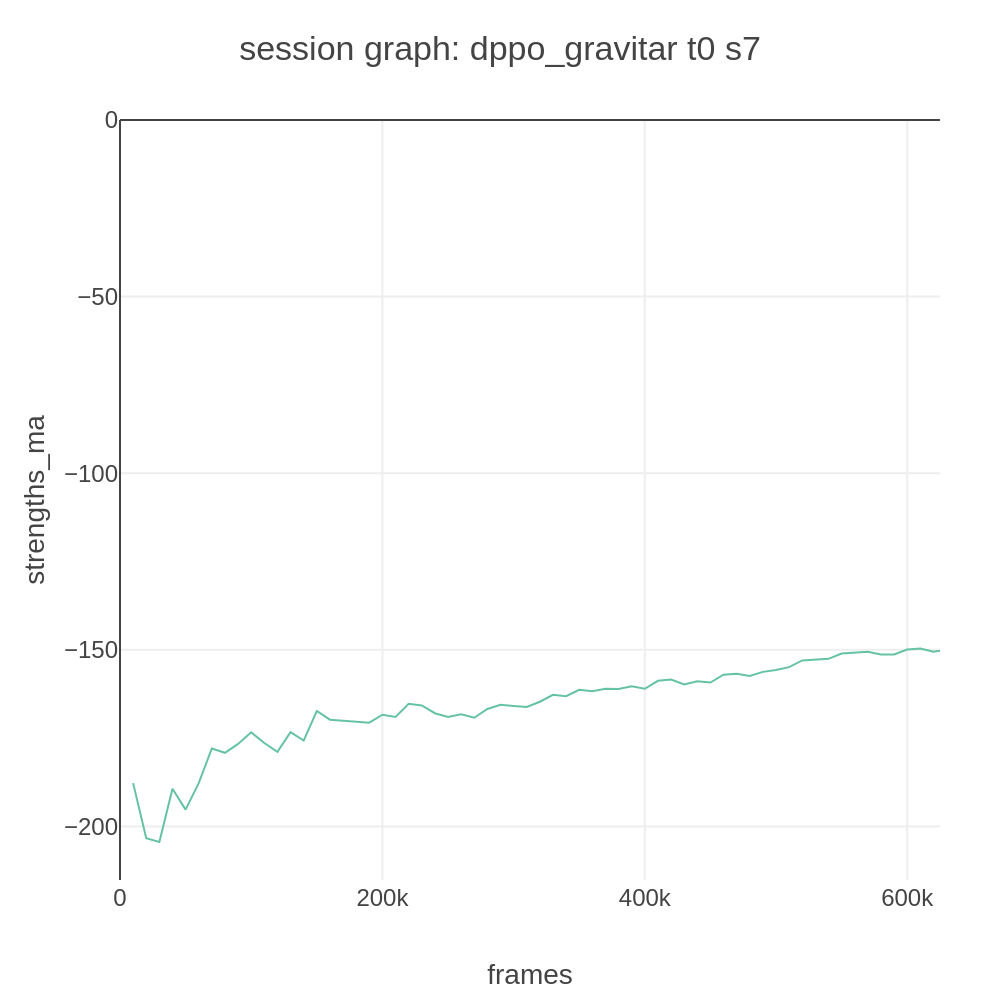 session graph: dppo_gravitar t0 s7
0
−50
−100
−150
−200
strengths_ma
0 200k 400k 600k
frames